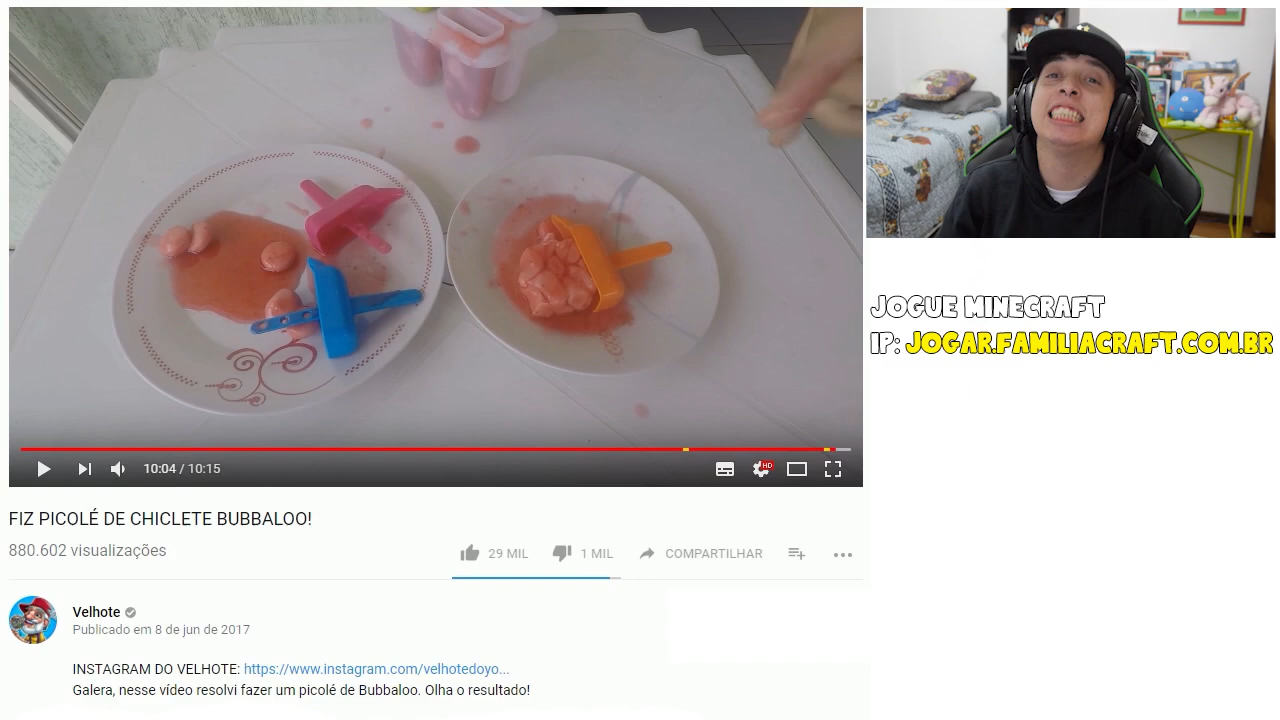 10:04 / 10:15
HD
FIZ PICOLÉ DE CHICLETE BUBBALOO!
880.602 visualizações
29 MIL
1 MIL
COMPARTILHAR
Velhote
Publicado em 8 de jun de 2017
INSTAGRAM DO VELHOTE: https://www.instagram.com/velhotedoyo...
Galera, nesse vídeo resolvi fazer um picolé de Bubbaloo. Olha o resultado!
JOGUE MINECRAFT
IP: JOGAR.FAMILIACRAFT.COM.BR